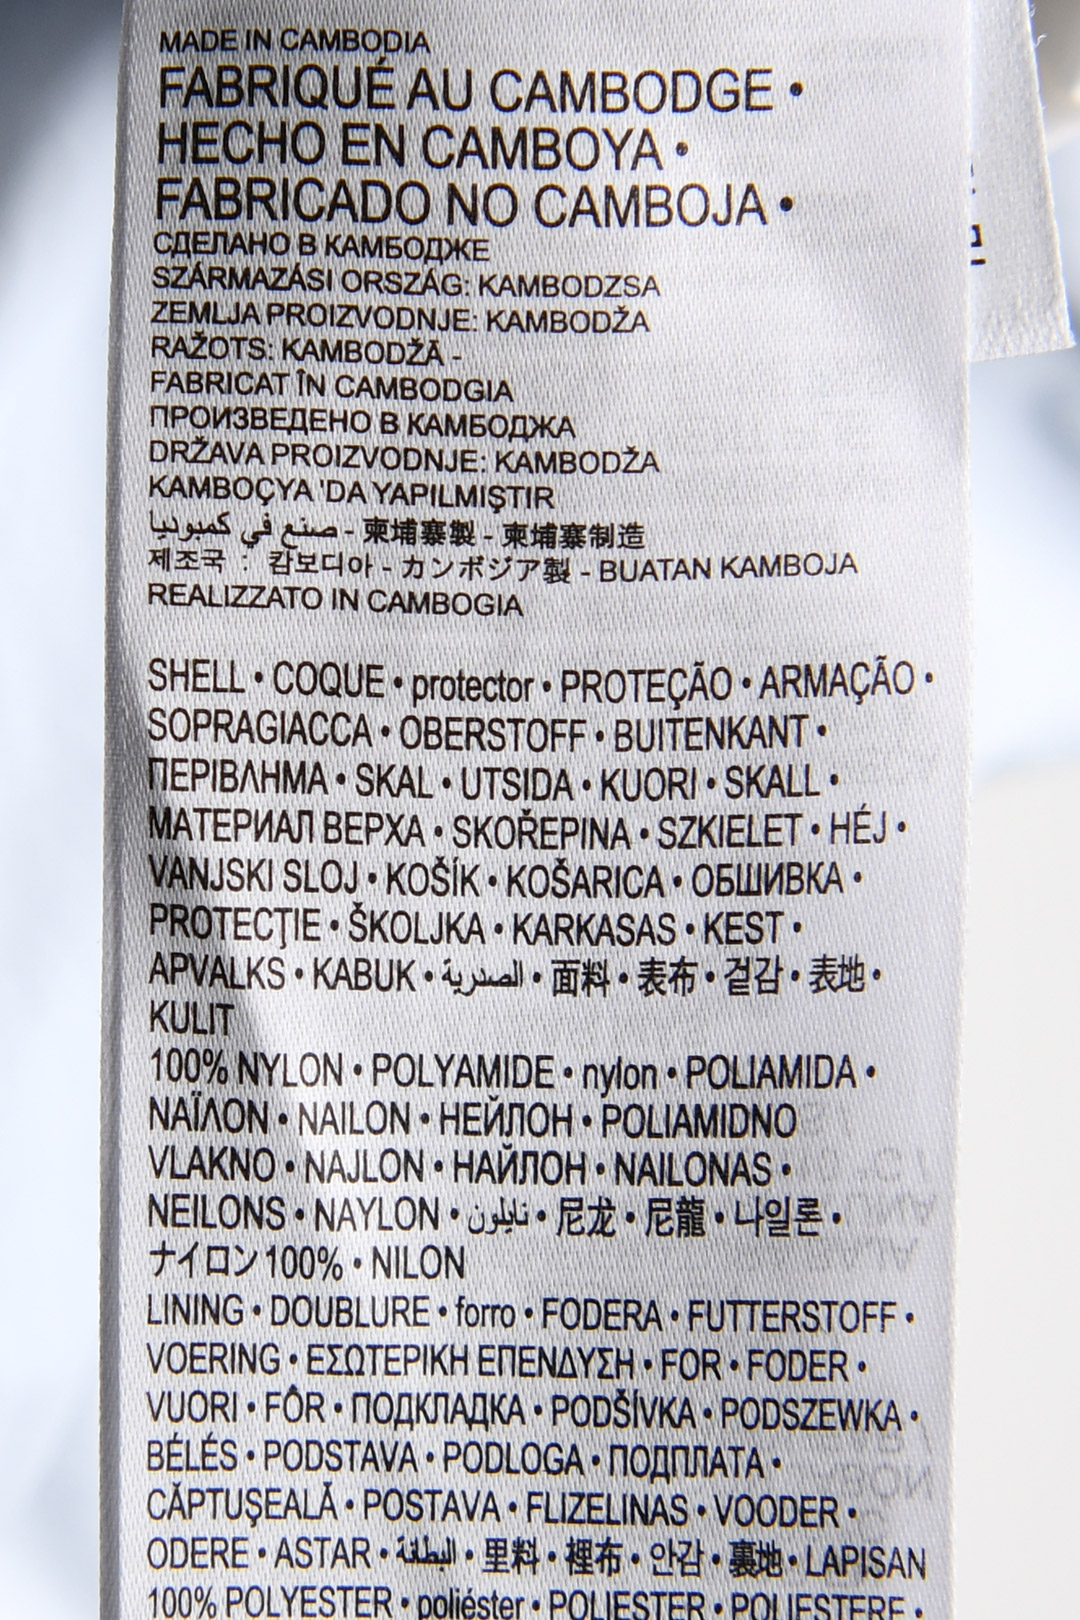 MADE IN CAMBODIA
FABRIQUÉ AU CAMBODGE •
HECHO EN CAMBOYA •
FABRICADO NO CAMBOJA •
СДЕЛАНО В КАМБОДЖЕ
SZÁRMAZÁSI ORSZÁG: KAMBODZSA
ZEMLJA PROIZVODNJE: KAMBODŽA
RAŽOTS: KAMBODŽĀ -
FABRICAT ÎN CAMBODGIA
ПРОИЗВЕДЕНО В КАМБОДЖА
DRŽAVA PROIZVODNJE: KAMBODŽA
KAMBOÇYA 'DA YAPILMIŞTIR
صنع في كمبوديا - 柬埔寨製 - 柬埔寨制造
제조국 : 캄보디아 - カンボジア製 - BUATAN KAMBOJA
REALIZZATO IN CAMBOGIA
SHELL • COQUE • protector • PROTEÇÃO • ARMAÇÃO •
SOPRAGIACCA • OBERSTOFF • BUITENKANT •
ΠΕΡΙΒΛΗΜΑ • SKAL • UTSIDA • KUORI • SKALL •
МАТЕРИАЛ ВЕРХА • SKOŘEPINA • SZKIELET • HÉJ •
VANJSKI SLOJ • KOŠÍK • KOŠARICA • ОБШИВКА •
PROTECŢIE • ŠKOLJKA • KARKASAS • KEST •
APVALKS • KABUK • الصدرية • 面料 • 表布 • 겉감 • 表地 •
KULIT
100% NYLON • POLYAMIDE • nylon • POLIAMIDA •
ΝΑΪΛΟΝ • NAILON • НЕЙЛОН • POLIAMIDNO
VLAKNO • NAJLON • НАЙЛОН • NAILONAS •
NEILONS • NAYLON • نايلون • 尼龙 • 尼龍 • 나일론 •
ナイロン 100% • NILON
LINING • DOUBLURE • forro • FODERA • FUTTERSTOFF •
VOERING • ΕΣΩΤΕΡΙΚΗ ΕΠΕΝΔΥΣΗ • FOR • FODER •
VUORI • FÔR • ПОДКЛАДКА • PODŠÍVKA • PODSZEWKA •
BÉLÉS • PODSTAVA • PODLOGA • ПОДПЛАТА •
CĂPTUŞEALĂ • POSTAVA • FLIZELINAS • VOODER •
ODERE • ASTAR • البطانة • 里料 • 裡布 • 안감 • 裏地 • LAPISAN
100% POLYESTER • poliéster • POLIESTER • POLIESTERE •